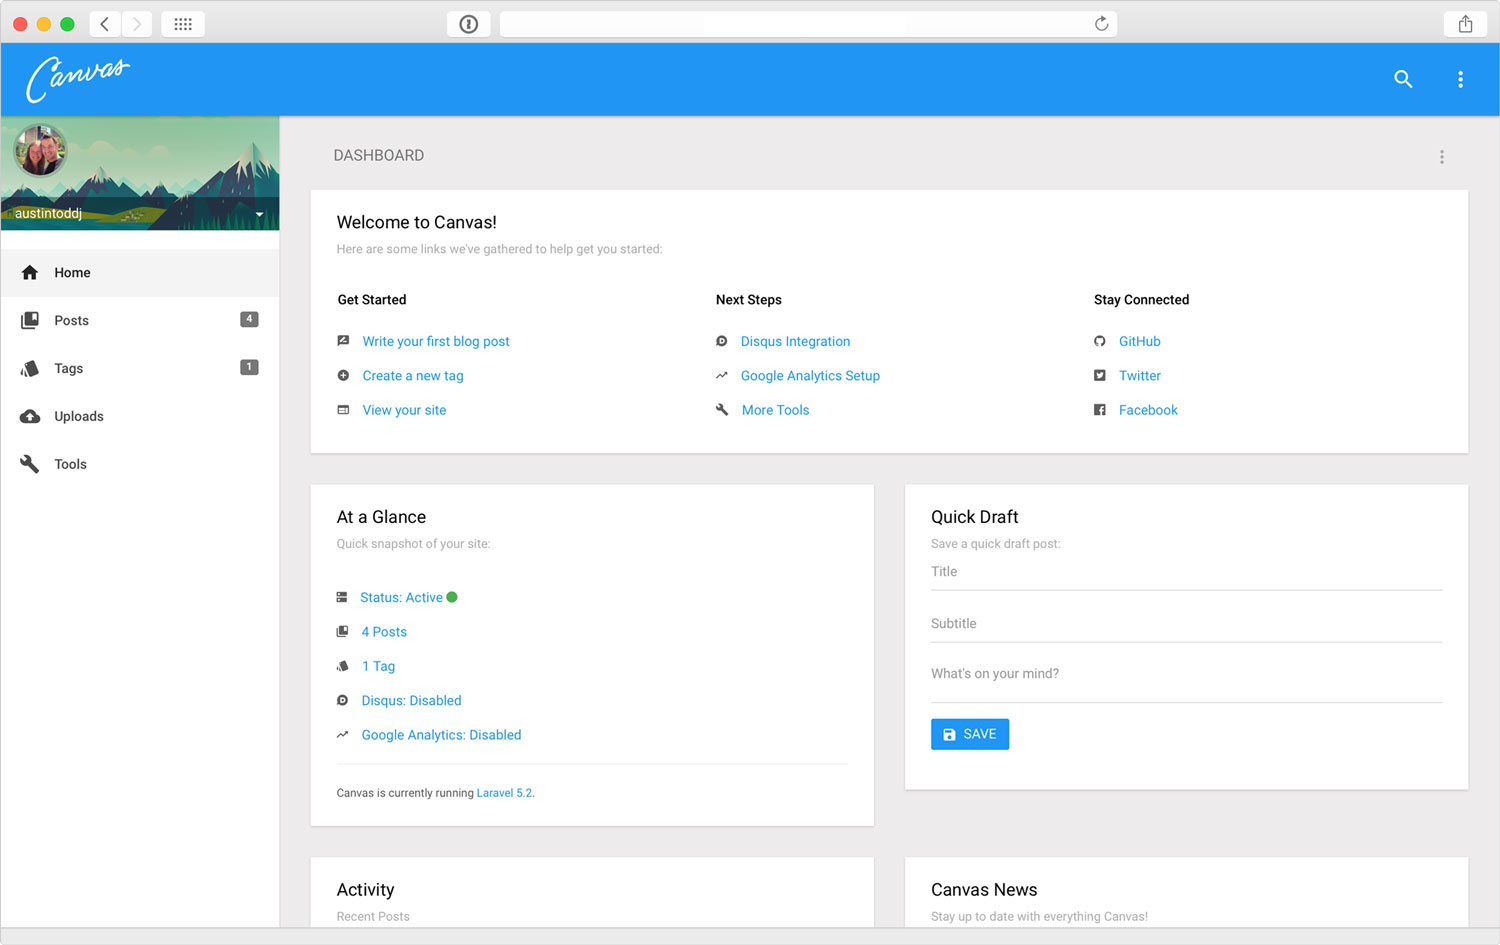 Canvas
austintoddj
Home
Posts
4
Tags
1
Uploads
Tools
DASHBOARD
Welcome to Canvas!
Here are some links we've gathered to help get you started:
Get Started
Write your first blog post
Create a new tag
View your site
Next Steps
Disqus Integration
Google Analytics Setup
More Tools
Stay Connected
GitHub
Twitter
Facebook
At a Glance
Quick snapshot of your site:
Status: Active
4 Posts
1 Tag
Disqus: Disabled
Google Analytics: Disabled
Canvas is currently running Laravel 5.2.
Quick Draft
Save a quick draft post:
Title
Subtitle
What's on your mind?
SAVE
Activity
Recent Posts
Canvas News
Stay up to date with everything Canvas!